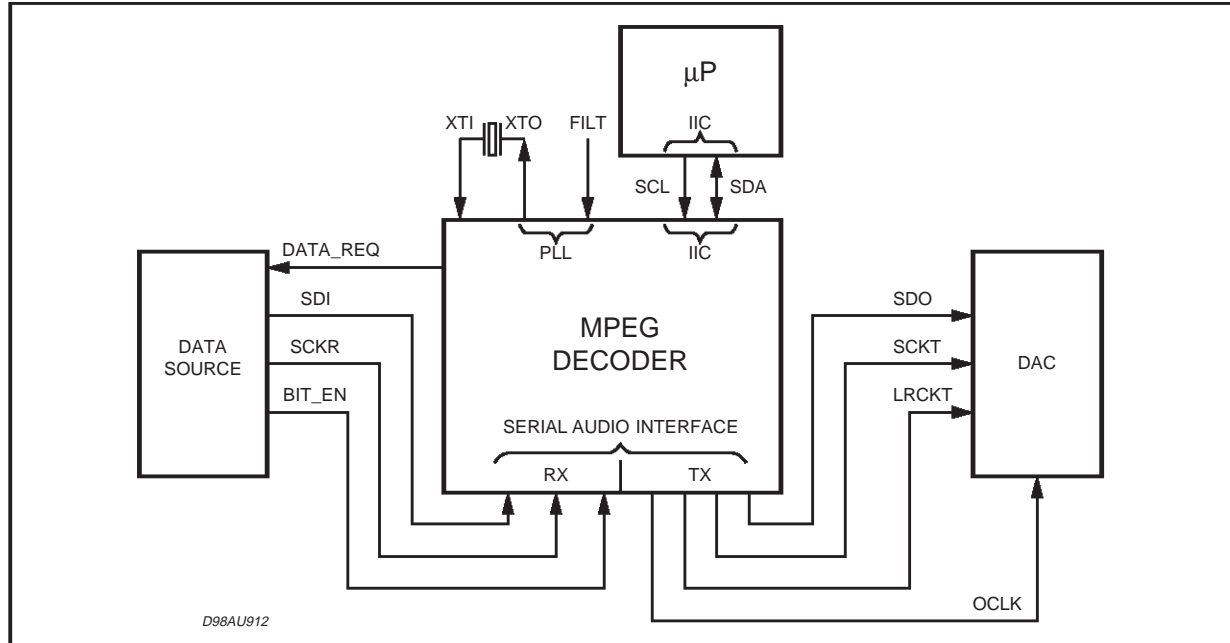 μP
XTI
XTO
FILT
IIC
SCL
SDA
DATA_REQ
PLL
IIC
SDI
SDO
MPEG
DECODER
DATA
SOURCE
SCKR
SCKT
DAC
BIT_EN
LRCKT
SERIAL AUDIO INTERFACE
RX
TX
OCLK
D98AU912